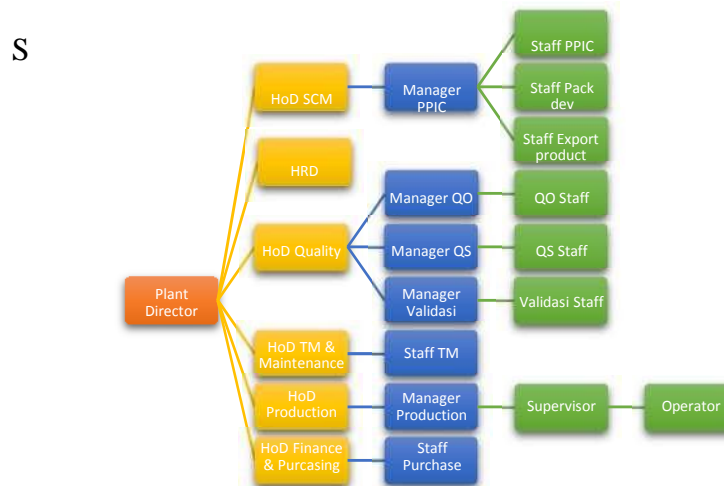 s
Staff PPIC
HoD SCM
Manager
PPIC
Staff Pack
dev
Staff Export
product
HRD
Manager QO
QO Staff
HoD Quality
Manager QS
QS Staff
Plant
Director
Manager
Validasi
Validasi Staff
HoD TM &
Maintenance
Staff TM
HoD
Production
Manager
Production
Supervisor
Operator
HoD Finance
& Purcasing
Staff
Purchase